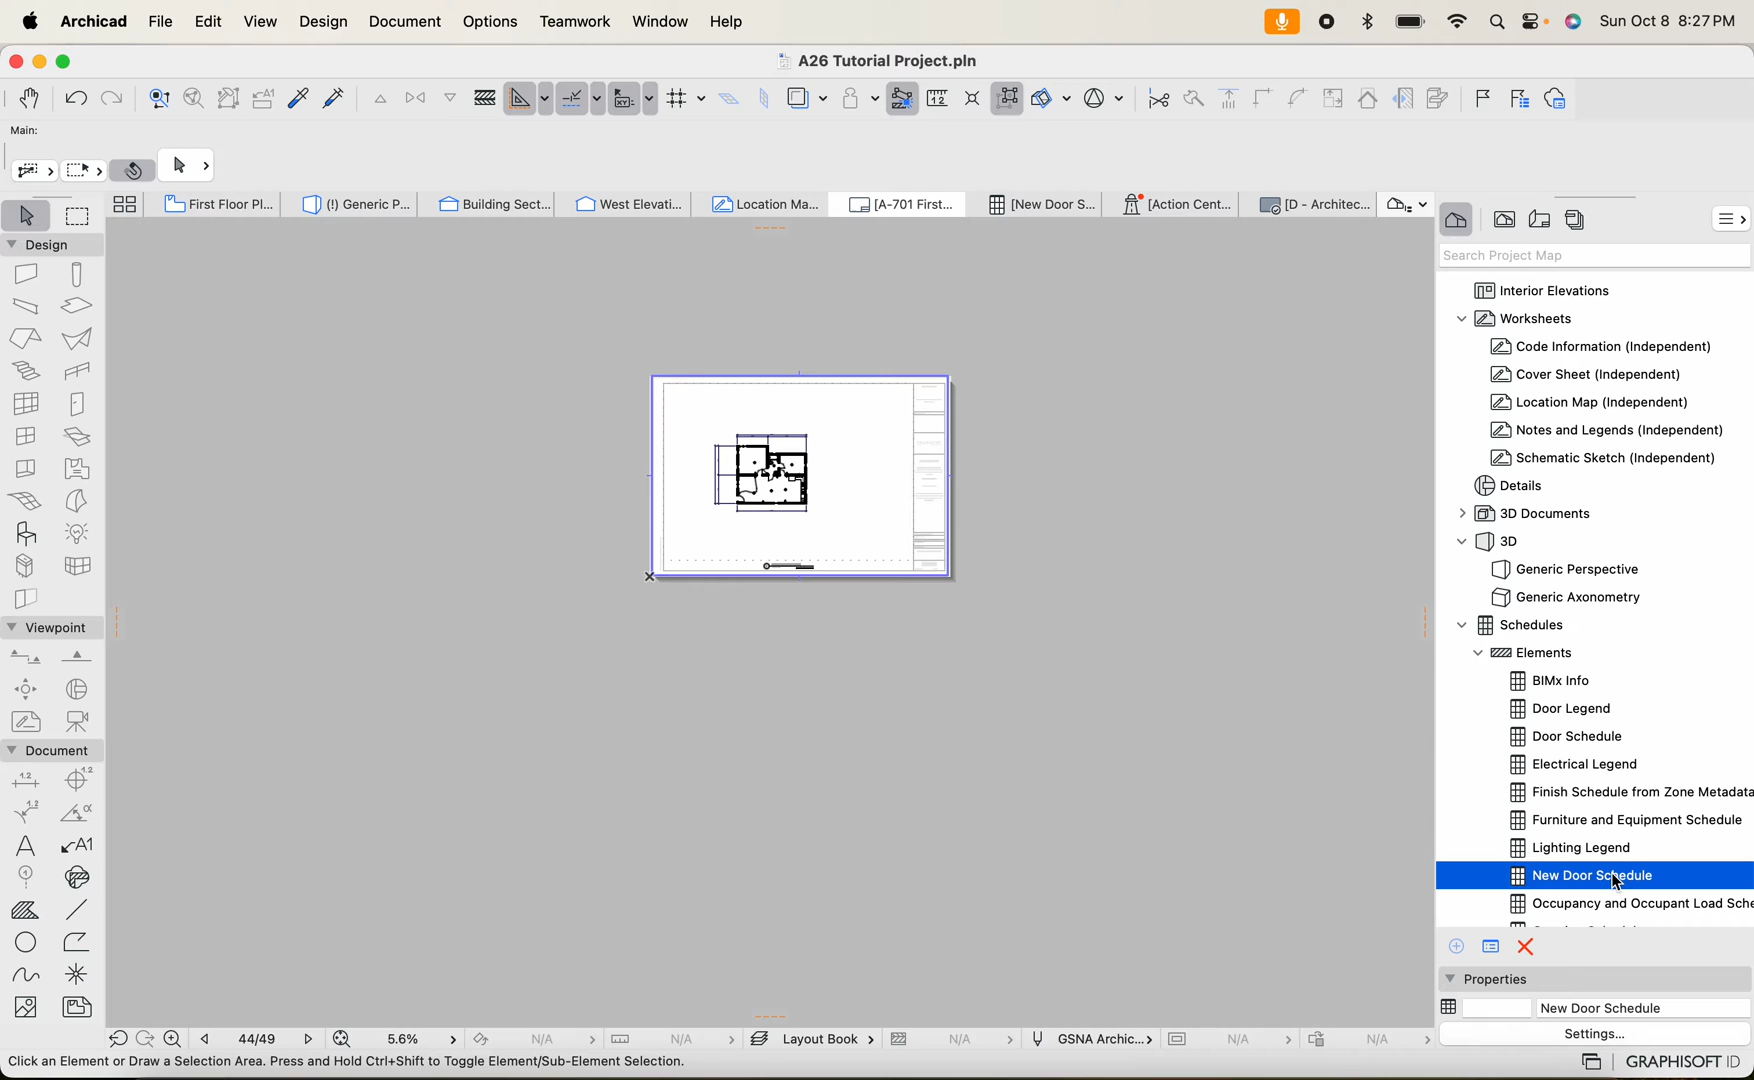 Archicad File Edit View Design Document Options Teamwork Window Help Sun Oct 8 8:27 PM
A26 Tutorial Project.pln
Main:
First Floor Pl... (!) Generic P... Building Sect... West Elevati... Location Ma... [A-701 First... [New Door S... [Action Cent... [D - Architec...
Design
Search Project Map
Interior Elevations
Worksheets
Code Information (Independent)
Cover Sheet (Independent)
Location Map (Independent)
Notes and Legends (Independent)
Schematic Sketch (Independent)
Details
3D Documents
3D
Generic Perspective
Generic Axonometry
Viewpoint
Schedules
Elements
BIMx Info
Door Legend
Door Schedule
Document
Electrical Legend
Finish Schedule from Zone Metadata
Furniture and Equipment Schedule
Lighting Legend
New Door Schedule
Occupancy and Occupant Load Sche
Properties
New Door Schedule
Settings...
44/49 5.6% N/A N/A Layout Book N/A GSNA Archic... N/A N/A
Click an Element or Draw a Selection Area. Press and Hold Ctrl+Shift to Toggle Element/Sub-Element Selection.
GRAPHISOFT ID